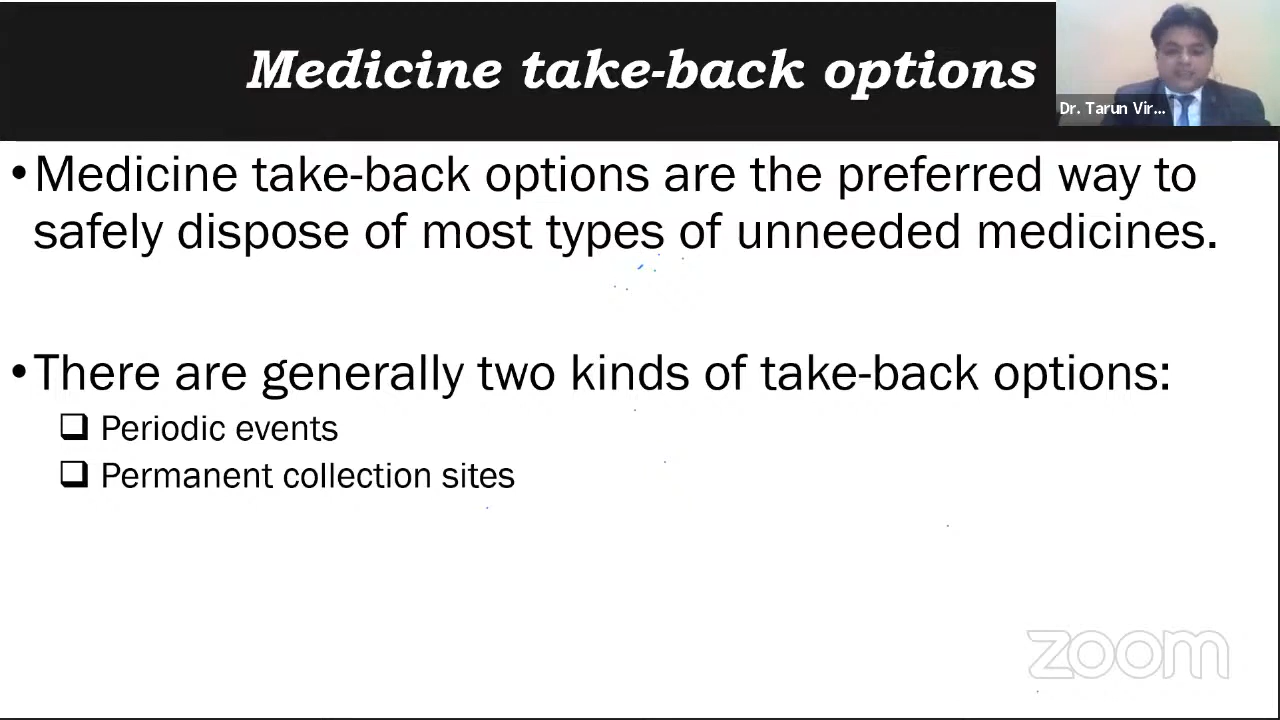 Medicine take-back options
Dr. Tarun Vir...
•Medicine take-back options are the preferred way to
safely dispose of most types of unneeded medicines.
•There are generally two kinds of take-back options:
❑ Periodic events
❑ Permanent collection sites
zoom